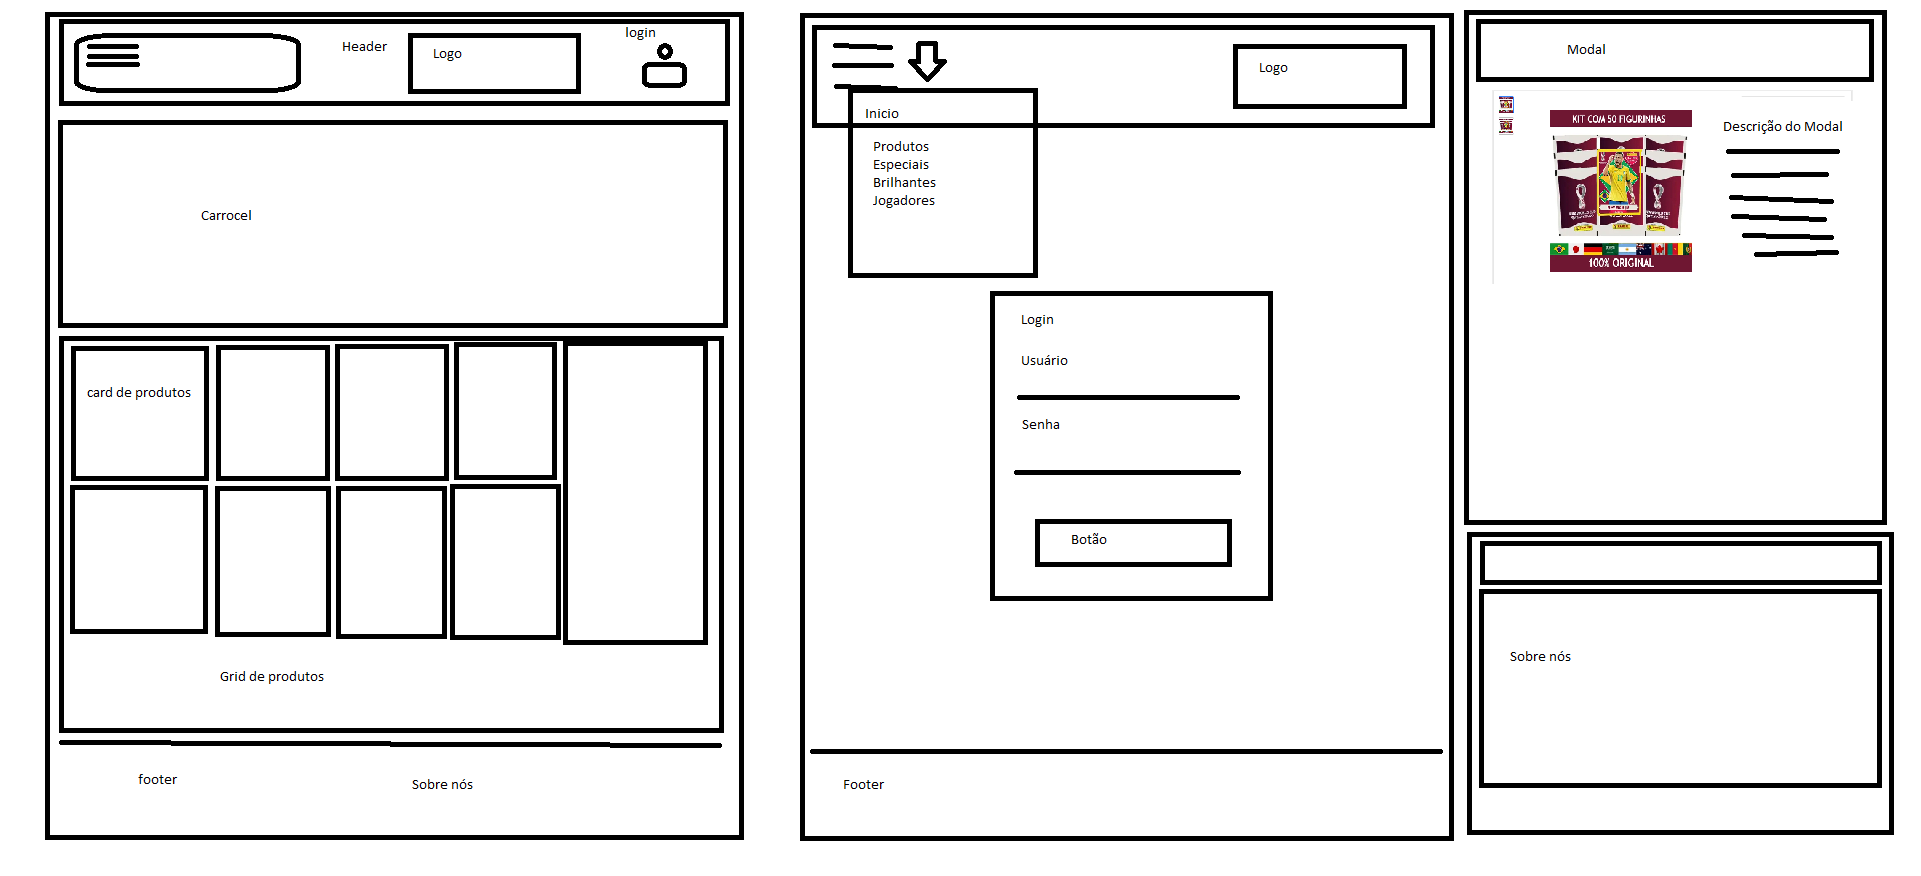 login
Header
Logo
Carrocel
card de produtos
Grid de produtos
footer
Sobre nós
Logo
Inicio
Produtos
Especiais
Brilhantes
Jogadores
Login
Usuário
Senha
Botão
Footer
Modal
KIT COM 50 FIGURINHAS
100% ORIGINAL
Descrição do Modal
Sobre nós